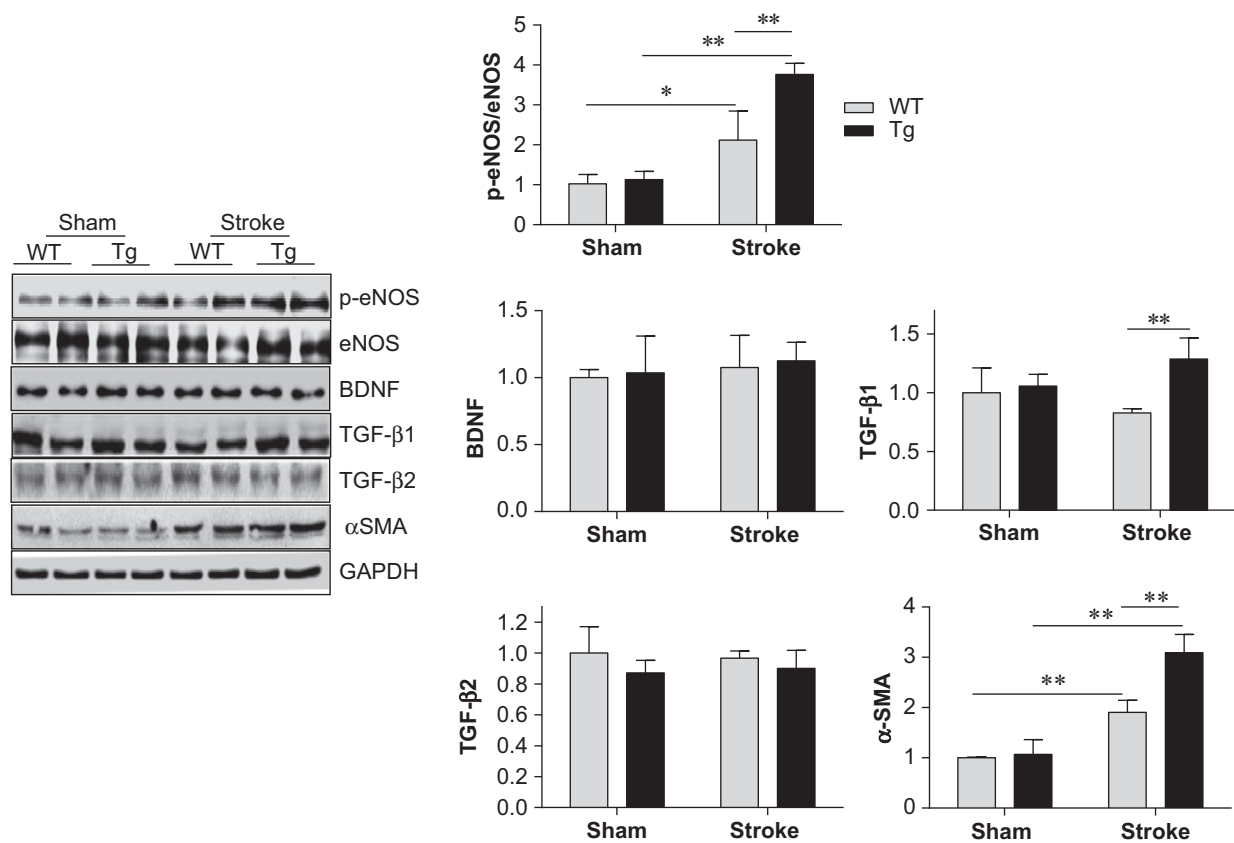 Sham Stroke
WT Tg WT Tg
p-eNOS
eNOS
BDNF
TGF-β1
TGF-β2
αSMA
GAPDH
p-eNOS/eNOS
5
4
3
2
1
0
*
**
**
Sham Stroke
WT
Tg
BDNF
1.5
1.0
0.5
0.0
Sham Stroke
TGF-β1
1.5
1.0
0.5
0.0
**
Sham Stroke
TGF-β2
1.2
1.0
0.8
0.6
0.4
0.2
0.0
Sham Stroke
α-SMA
4
3
2
1
0
**
**
**
Sham Stroke